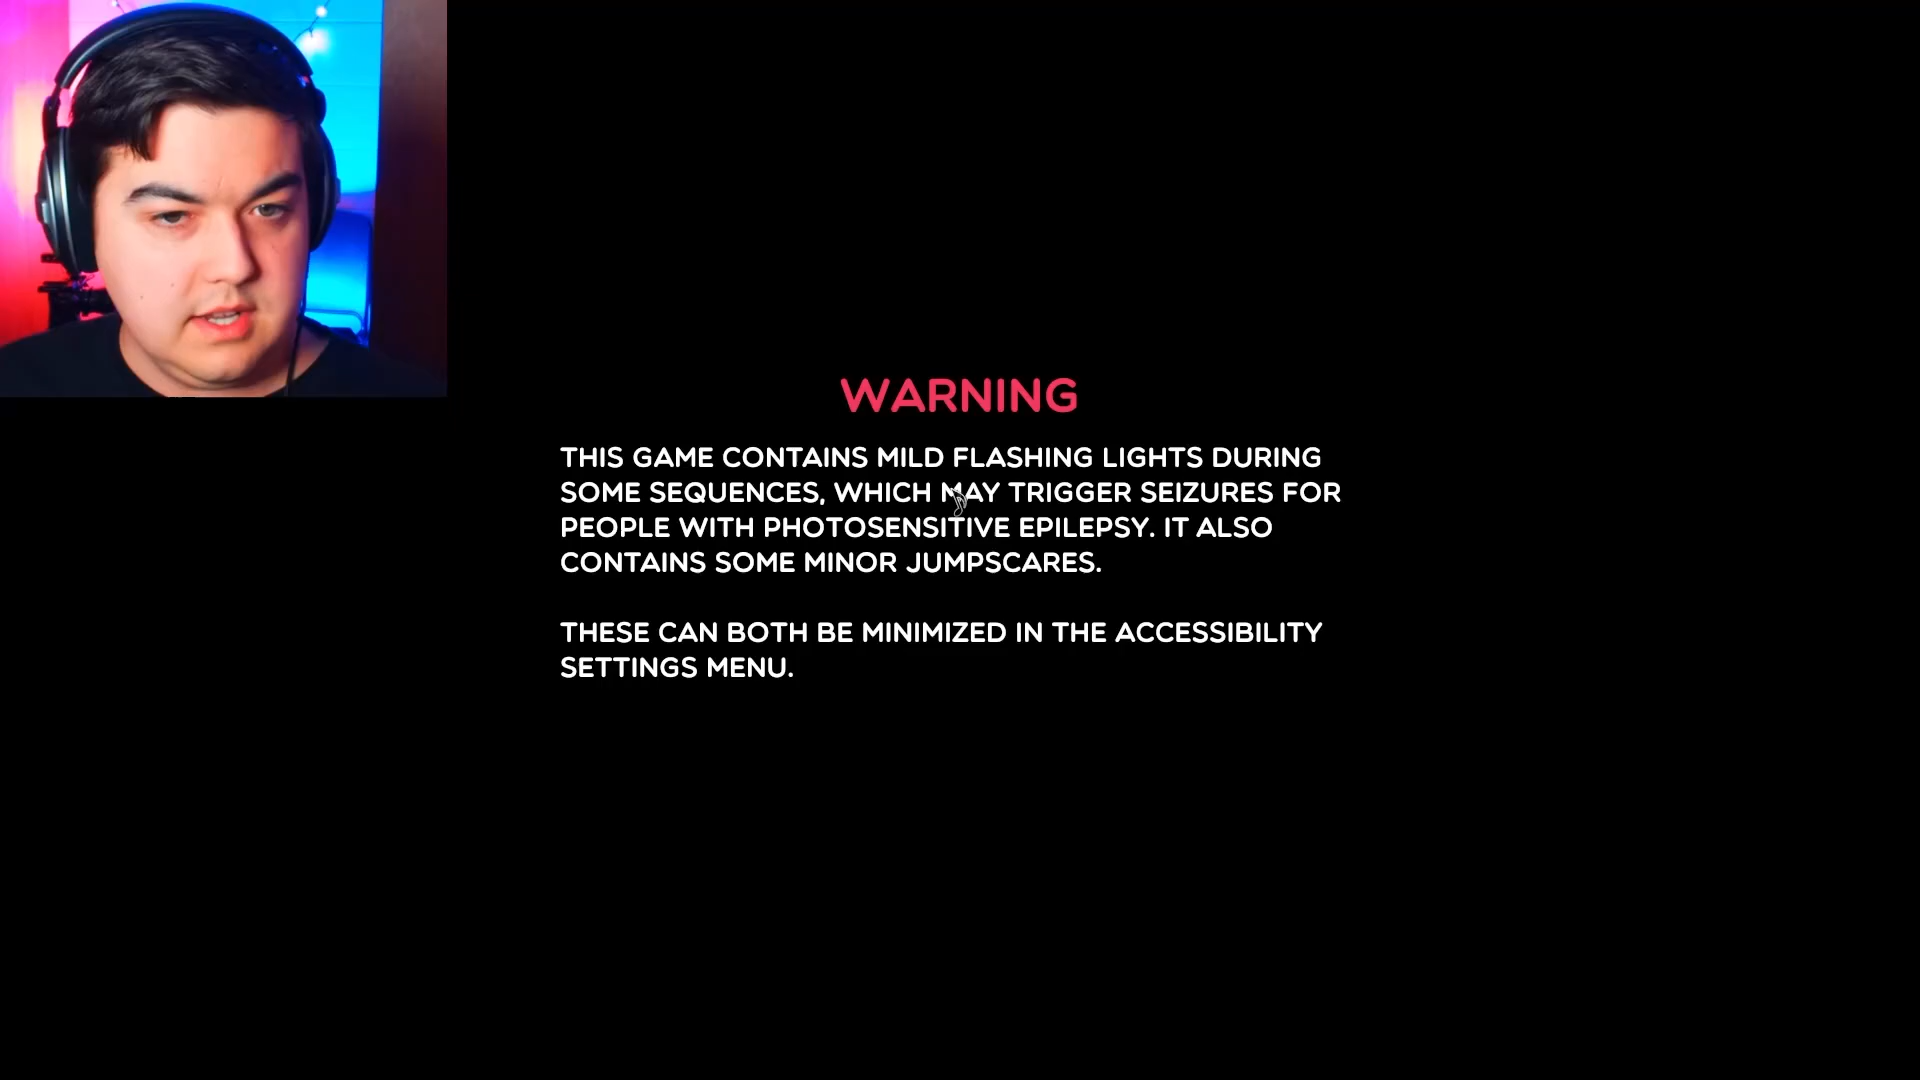 WARNING
THIS GAME CONTAINS MILD FLASHING LIGHTS DURING
SOME SEQUENCES, WHICH MAY TRIGGER SEIZURES FOR
PEOPLE WITH PHOTOSENSITIVE EPILEPSY. IT ALSO
CONTAINS SOME MINOR JUMPSCARES.
THESE CAN BOTH BE MINIMIZED IN THE ACCESSIBILITY
SETTINGS MENU.